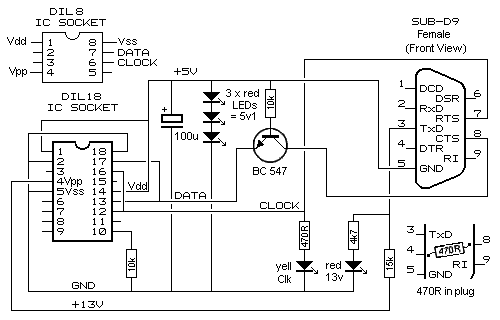 DIL8
IC SOCKET
Vdd 1 8 Vss
2 7 DATA
3 6 CLOCK
Vpp 4 5
DIL18
IC SOCKET
1 18
2 17
3 16
4Vpp 15 Vdd
5Vss 14
6 13
7 12
8 11
9 10
+5V
+
100u
3 x red
LEDs
= 5v1
10k
BC 547
DATA
CLOCK
10k
GND
+13V
470R
yell
Clk
4k7
red
13v
15k
SUB-D9
Female
(Front View)
1 DCD
DSR 6
2 RxD
RTS 7
3 TxD
CTS 8
4 DTR
RI 9
5 GND
3 TxD
8
4 470R
RI 9
5 GND
470R in plug